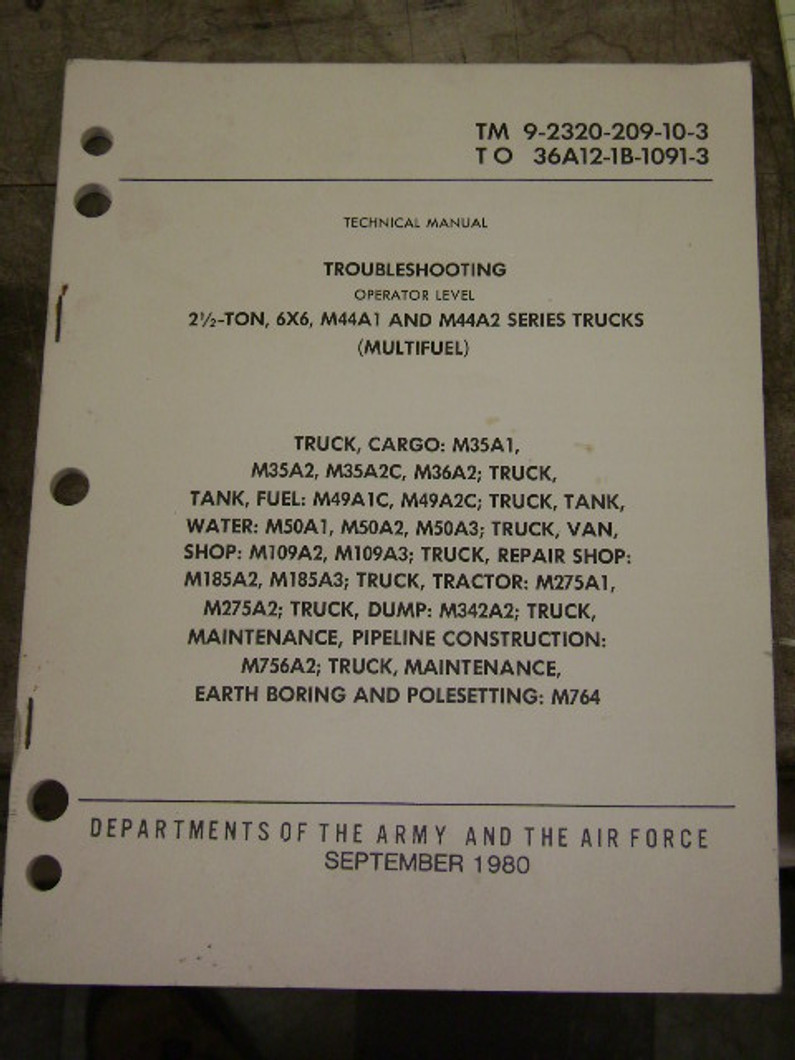 TM 9-2320-209-10-3
T O 36A12-1B-1091-3
TECHNICAL MANUAL
TROUBLESHOOTING
OPERATOR LEVEL
2½-TON, 6X6, M44A1 AND M44A2 SERIES TRUCKS
(MULTIFUEL)
TRUCK, CARGO: M35A1,
M35A2, M35A2C, M36A2; TRUCK,
TANK, FUEL: M49A1C, M49A2C; TRUCK, TANK,
WATER: M50A1, M50A2, M50A3; TRUCK, VAN,
SHOP: M109A2, M109A3; TRUCK, REPAIR SHOP:
M185A2, M185A3; TRUCK, TRACTOR: M275A1,
M275A2; TRUCK, DUMP: M342A2; TRUCK,
MAINTENANCE, PIPELINE CONSTRUCTION:
M756A2; TRUCK, MAINTENANCE,
EARTH BORING AND POLESETTING: M764
DEPARTMENTS OF THE ARMY AND THE AIR FORCE
SEPTEMBER 1980